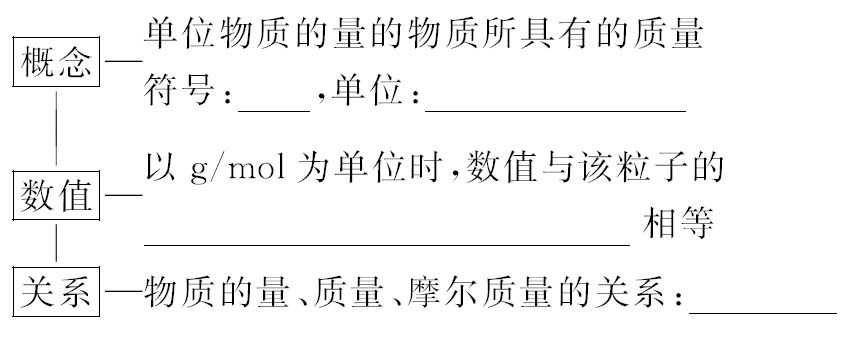 单位物质的量的物质所具有的质量
概念
符号:____,单位:______________
以 g/mol 为单位时,数值与该粒子的
数值
__________________________ 相等
关系
物质的量、质量、摩尔质量的关系:________